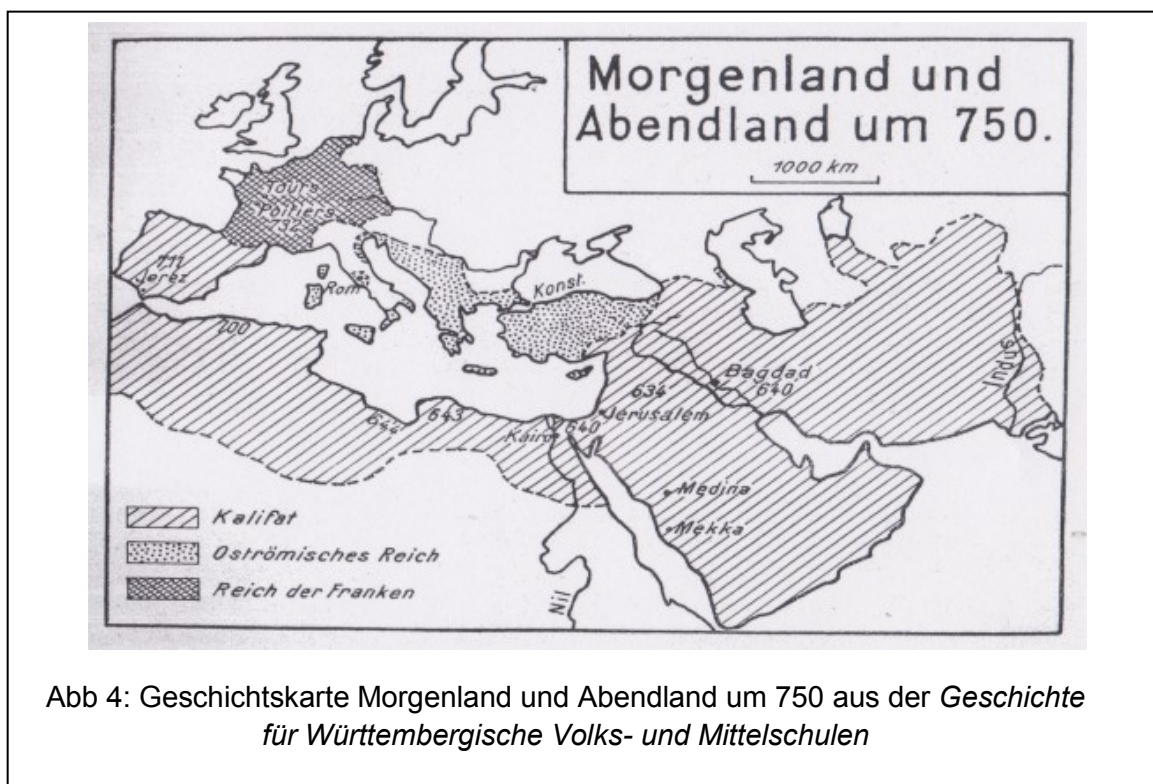 Morgenland und
Abendland um 750.
1000 km
Tours
Poitiers
732
711
Jerez
Rom
Konst.
700
644
643
Kairo
640
634
Jerusalem
Bagdad
640
Indus
Medina
Mekka
Nil
Kalifat
Oströmisches Reich
Reich der Franken
Abb 4: Geschichtskarte Morgenland und Abendland um 750 aus der Geschichte
für Württembergische Volks- und Mittelschulen